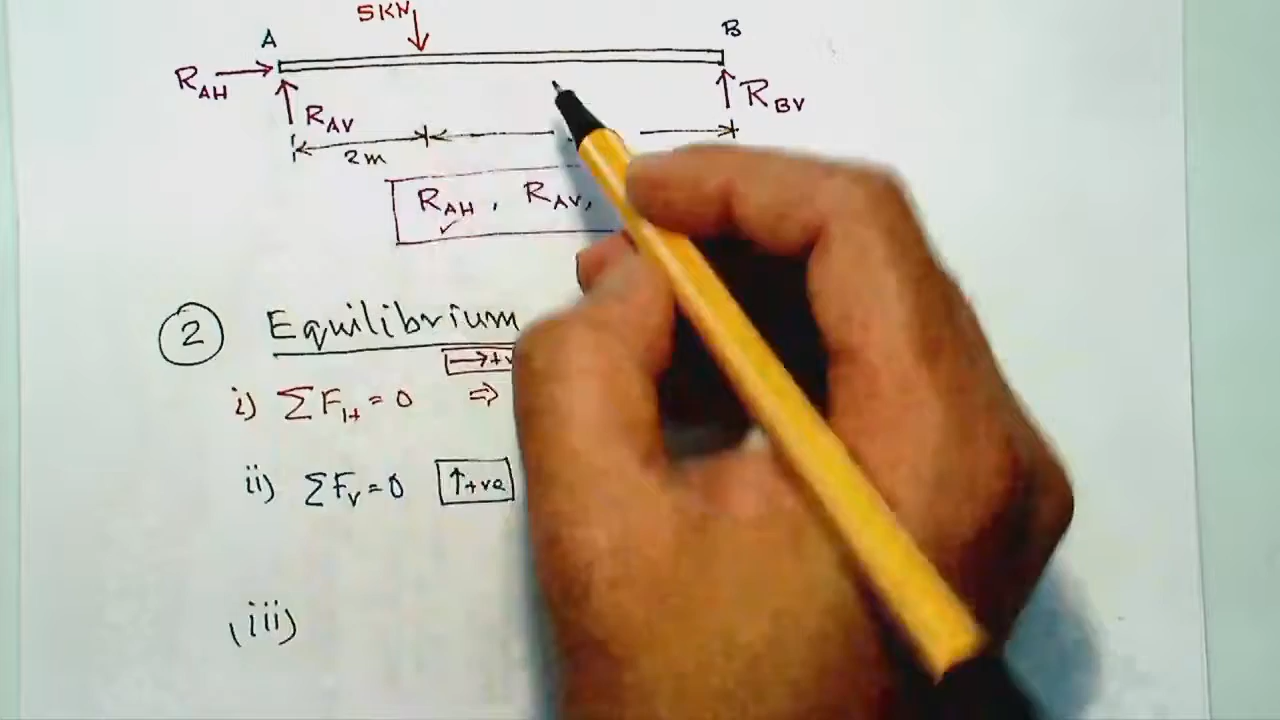 5KN
A
B
RAH
RAV
RBV
2m
RAH, RAV,
2 Equilibrium
→+v
i) ΣFH=0 ⇒
ii) ΣFv=0 ↑+ve
(iii)